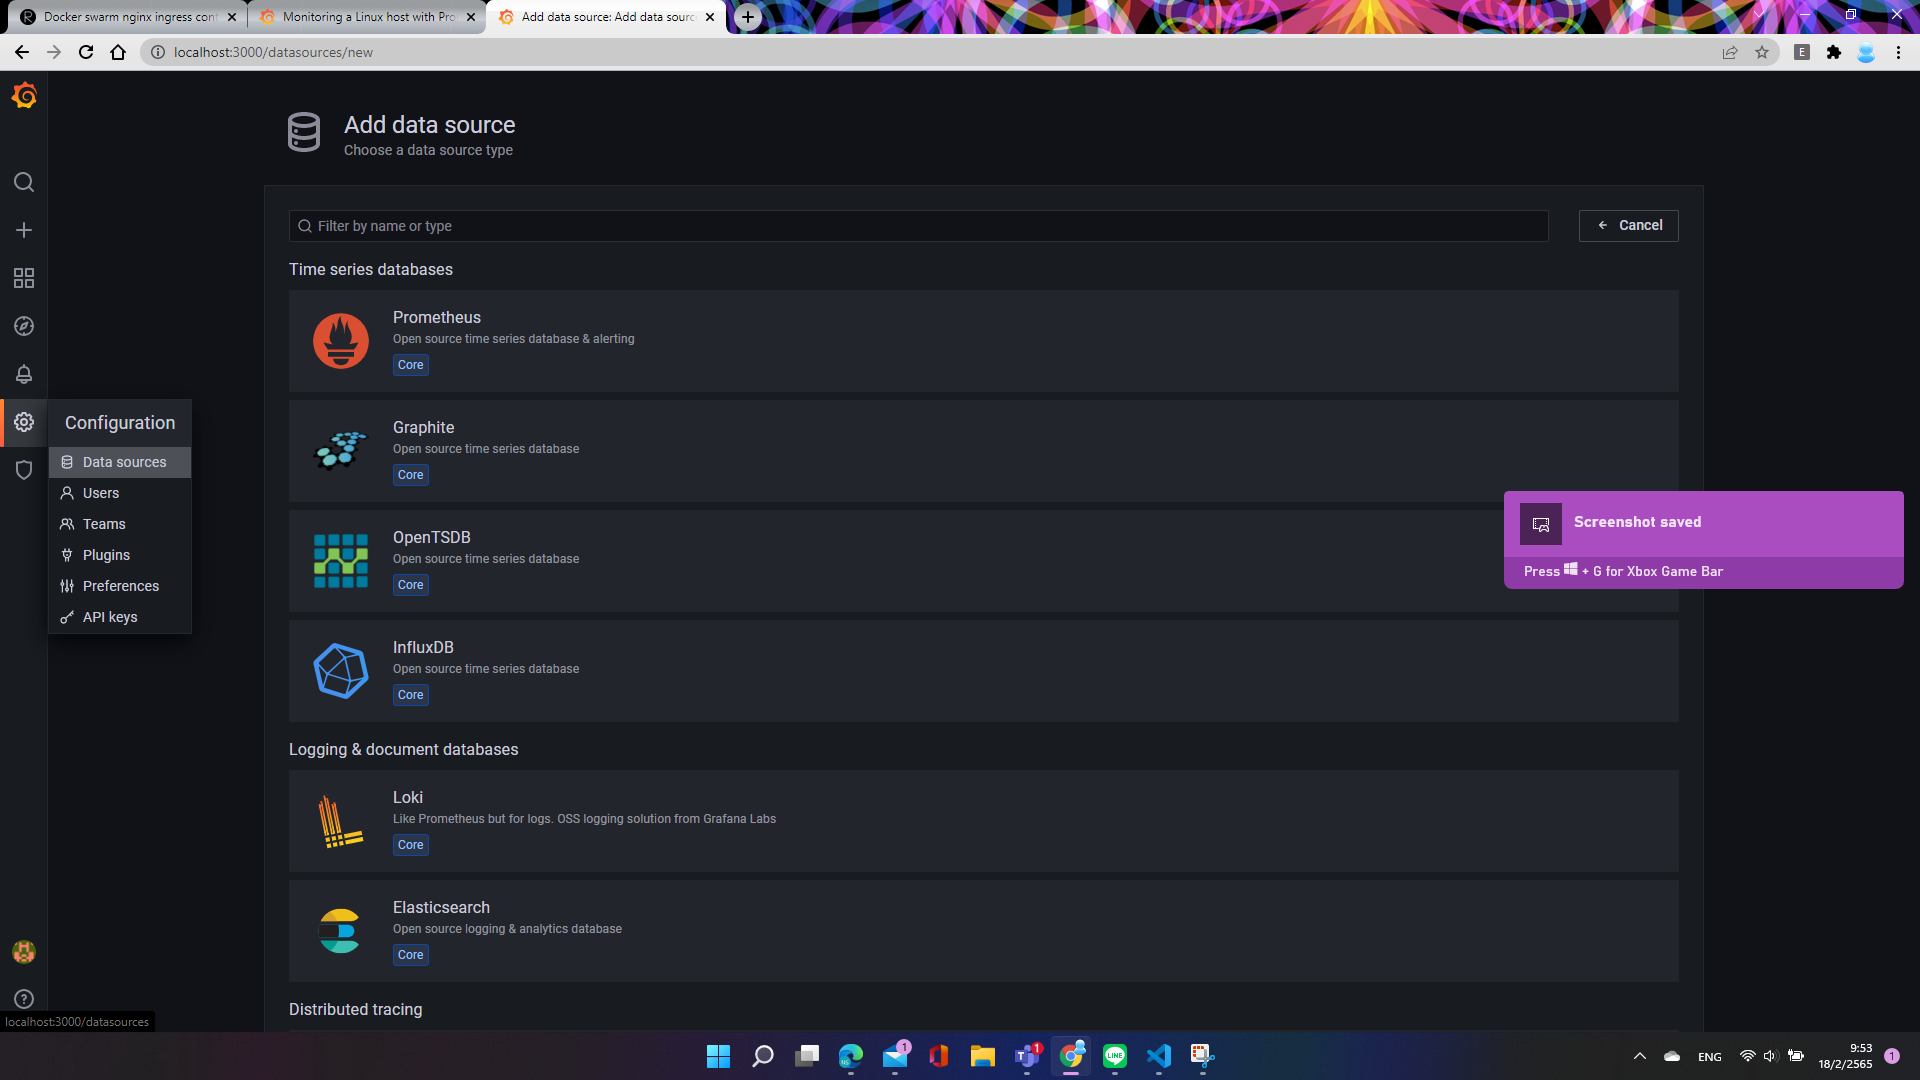 Docker swarm nginx ingress cont
Monitoring a Linux host with Pro
Add data source: Add data sourc
localhost:3000/datasources/new
E
Add data source
Choose a data source type
Filter by name or type
Cancel
Time series databases
Prometheus
Open source time series database & alerting
Core
Graphite
Open source time series database
Core
Configuration
Data sources
Users
Teams
Plugins
Preferences
API keys
OpenTSDB
Open source time series database
Core
Screenshot saved
Press + G for Xbox Game Bar
InfluxDB
Open source time series database
Core
Logging & document databases
Loki
Like Prometheus but for logs. OSS logging solution from Grafana Labs
Core
Elasticsearch
Open source logging & analytics database
Core
Distributed tracing
localhost:3000/datasources
NS
1
T
1
LINE
ENG
9:53
18/2/2565
1